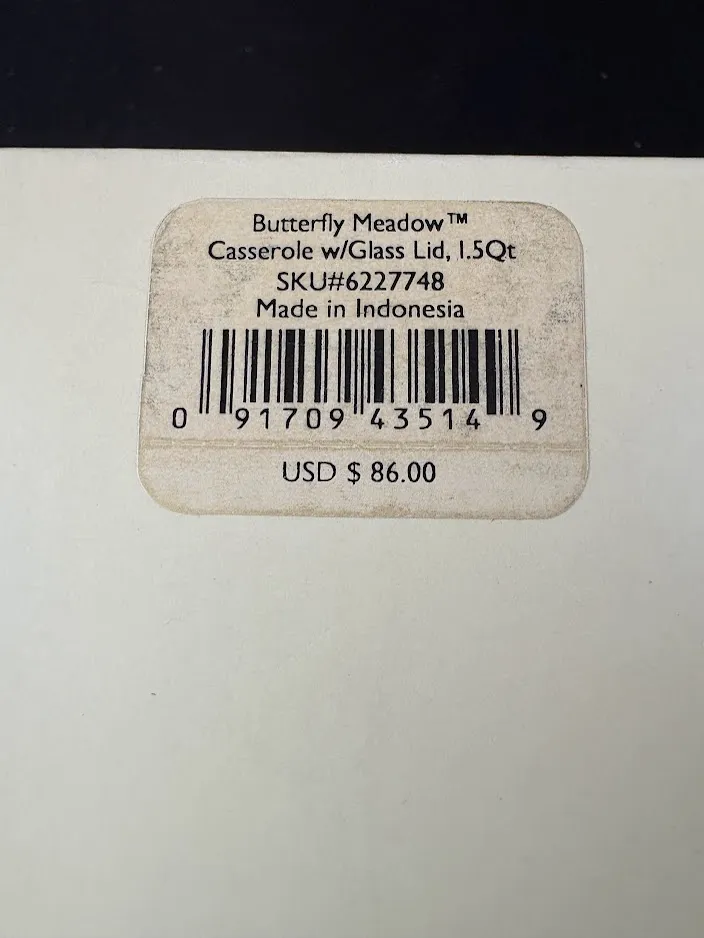 Butterfly Meadow™
Casserole w/Glass Lid, 1.5Qt
SKU#6227748
Made in Indonesia
0 91709 43514 9
USD $ 86.00